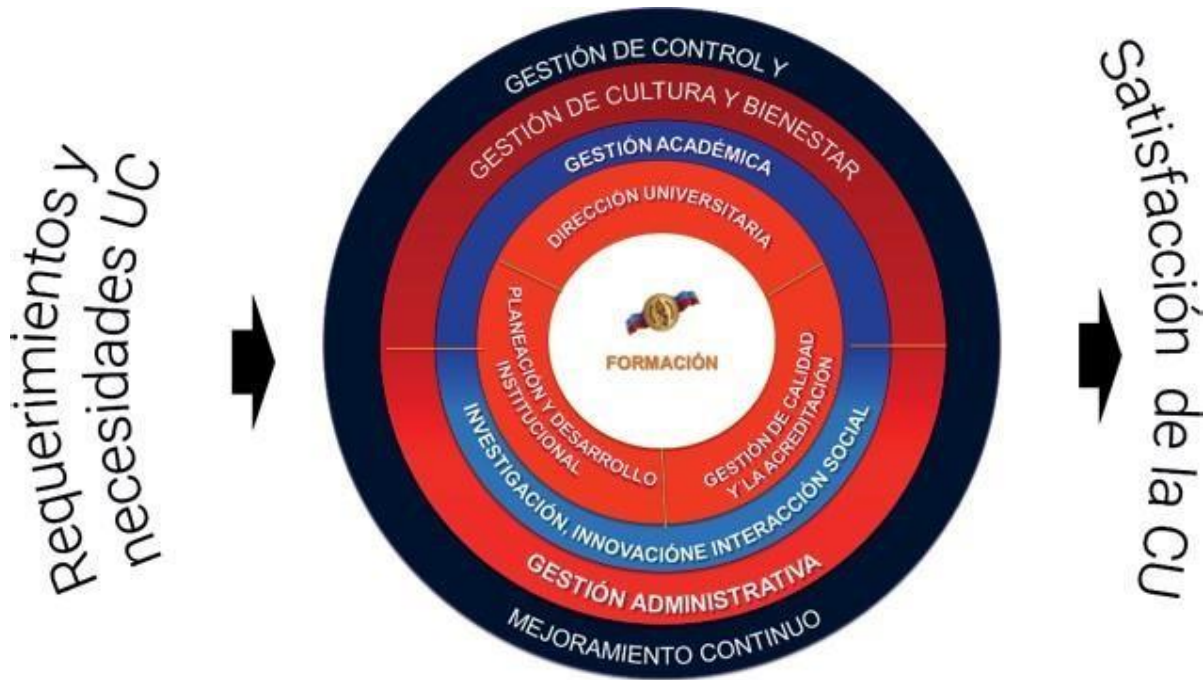 Requerimientos y
necesidades UC
GESTIÓN DE CONTROL Y
GESTIÓN DE CULTURA Y BIENESTAR
GESTIÓN ACADÉMICA
DIRECCIÓN UNIVERSITARIA
PLANEACIÓN Y DESARROLLO
INSTITUCIONAL
GESTIÓN DE CALIDAD
Y LA ACREDITACIÓN
FORMACIÓN
INVESTIGACIÓN, INNOVACIÓNE INTERACCIÓN SOCIAL
GESTIÓN ADMINISTRATIVA
MEJORAMIENTO CONTINUO
Satisfacción de la CU